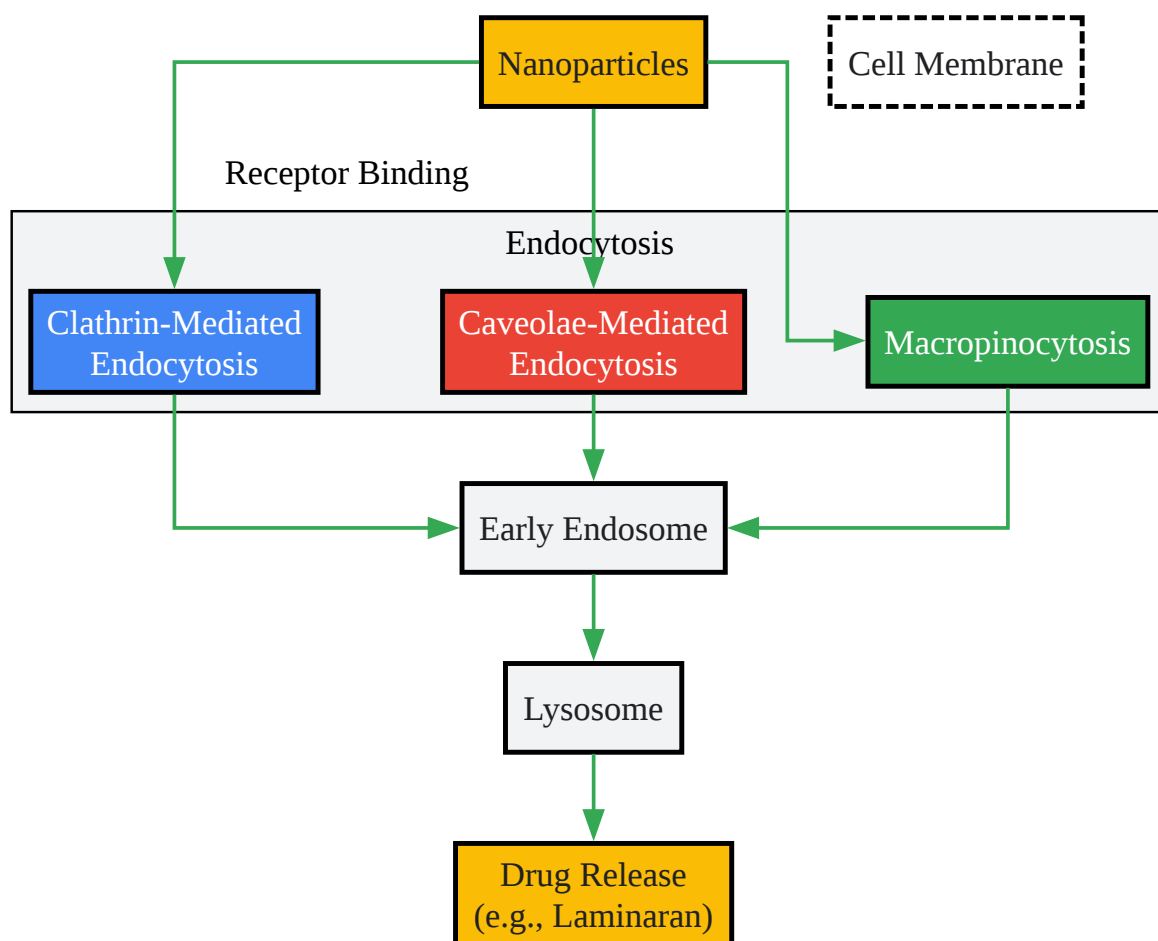 Nanoparticles
Cell Membrane
Receptor Binding
Endocytosis
Clathrin-Mediated
Endocytosis
Caveolae-Mediated
Endocytosis
Macropinocytosis
Early Endosome
Lysosome
Drug Release
(e.g., Laminaran)